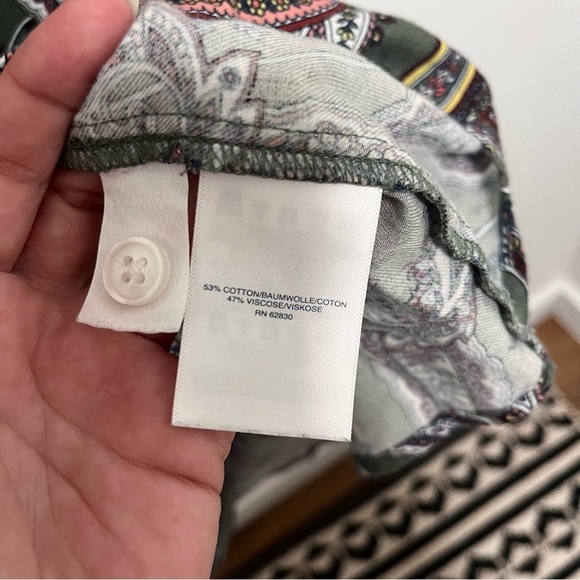 53% COTTON/BAUMWOLLE/COTON
47% VISCOSE/VISKOSE
RN 62830